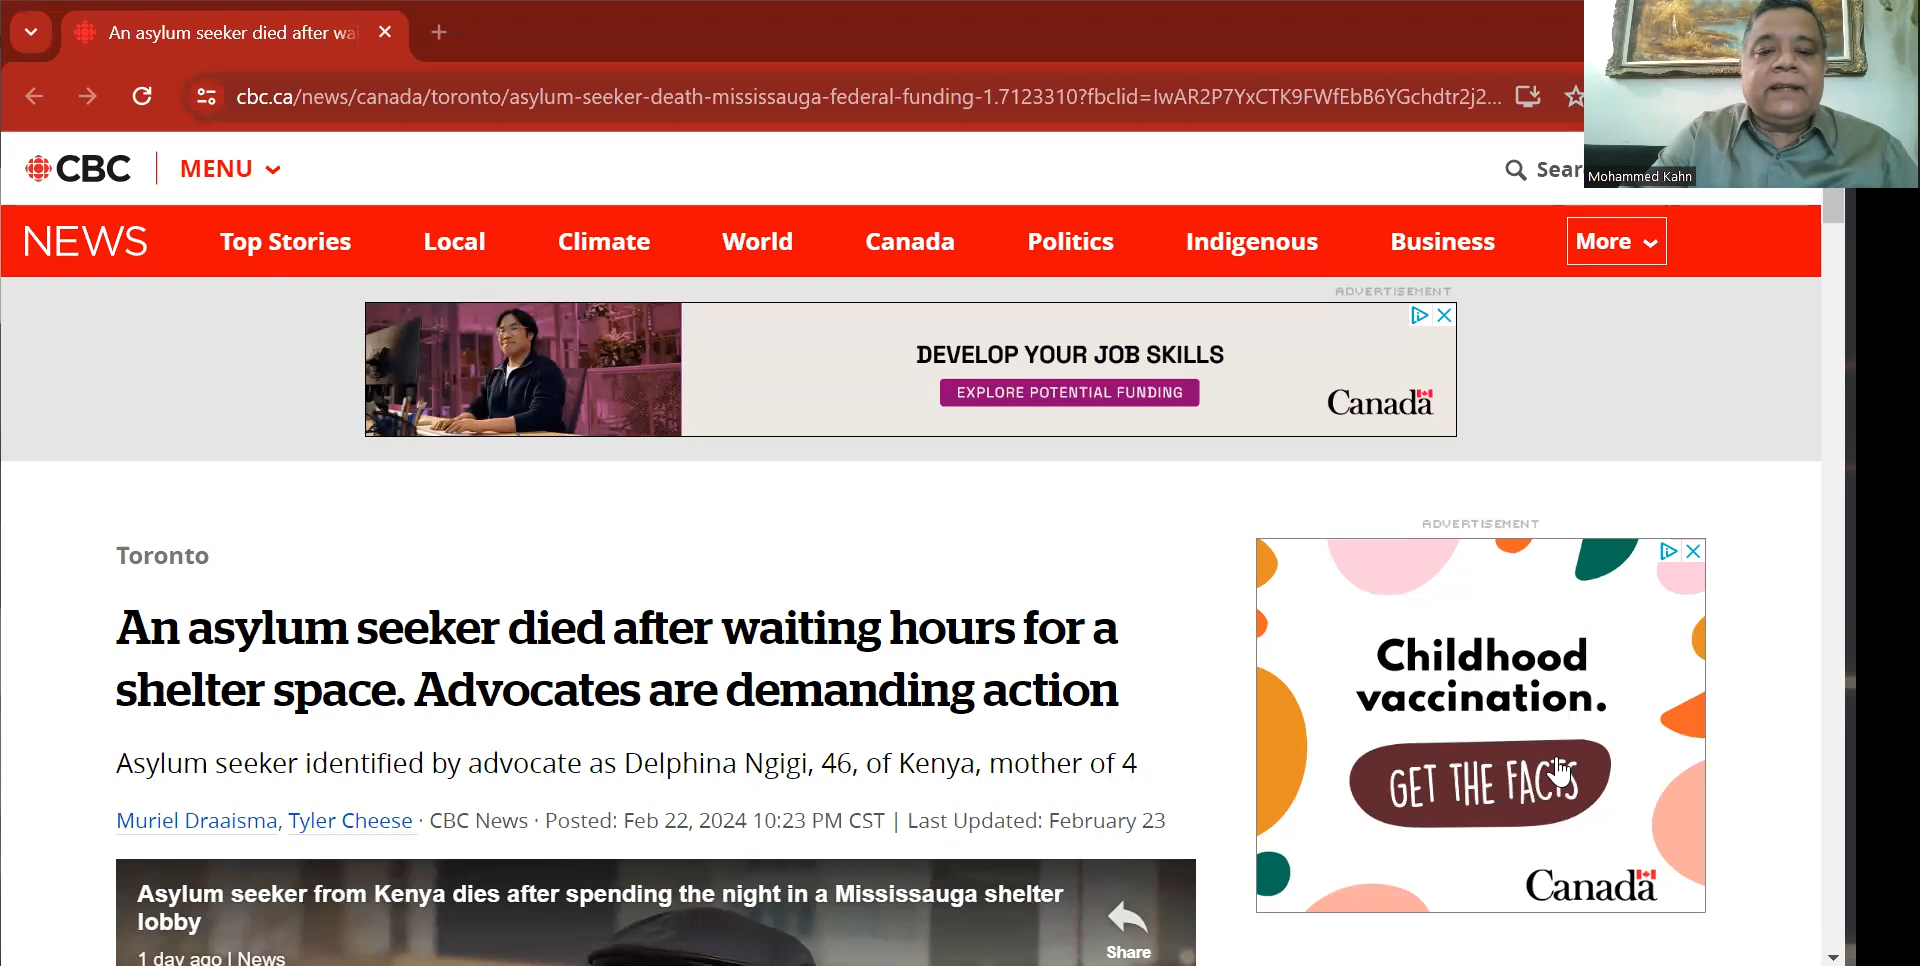 An asylum seeker died after wa
cbc.ca/news/canada/toronto/asylum-seeker-death-mississauga-federal-funding-1.7123310?fbclid=IwAR2P7YxCTK9FWfEbB6YGchdtr2j2...
Mohammed Kahn
CBC
MENU
Sear
NEWS
Top Stories
Local
Climate
World
Canada
Politics
Indigenous
Business
More
ADVERTISEMENT
DEVELOP YOUR JOB SKILLS
EXPLORE POTENTIAL FUNDING
Canada
ADVERTISEMENT
Childhood
vaccination.
GET THE FACTS
Canada
Toronto
An asylum seeker died after waiting hours for a
shelter space. Advocates are demanding action
Asylum seeker identified by advocate as Delphina Ngigi, 46, of Kenya, mother of 4
Muriel Draaisma, Tyler Cheese · CBC News · Posted: Feb 22, 2024 10:23 PM CST | Last Updated: February 23
Asylum seeker from Kenya dies after spending the night in a Mississauga shelter
lobby
1 day ago | News
Share